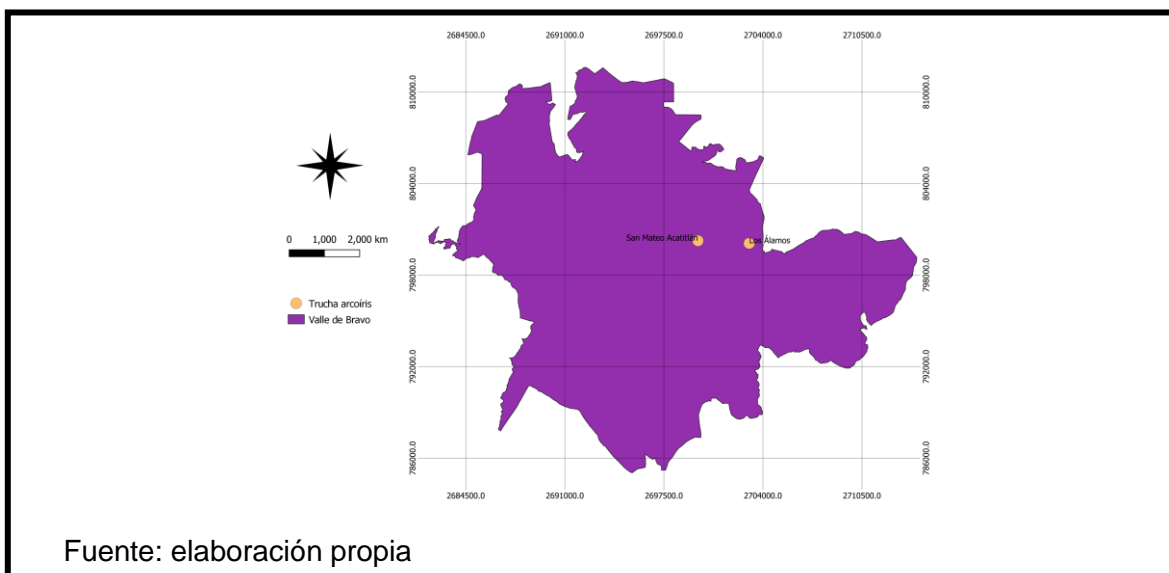 2684500.0 2691000.0 2697500.0 2704000.0 2710500.0
810000.0 810000.0
804000.0 804000.0
San Mateo Acatitlán Los Álamos
0 1,000 2,000 km
798000.0 798000.0
Trucha arcoíris
Valle de Bravo
792000.0 792000.0
786000.0 786000.0
2684500.0 2691000.0 2697500.0 2704000.0 2710500.0
Fuente: elaboración propia